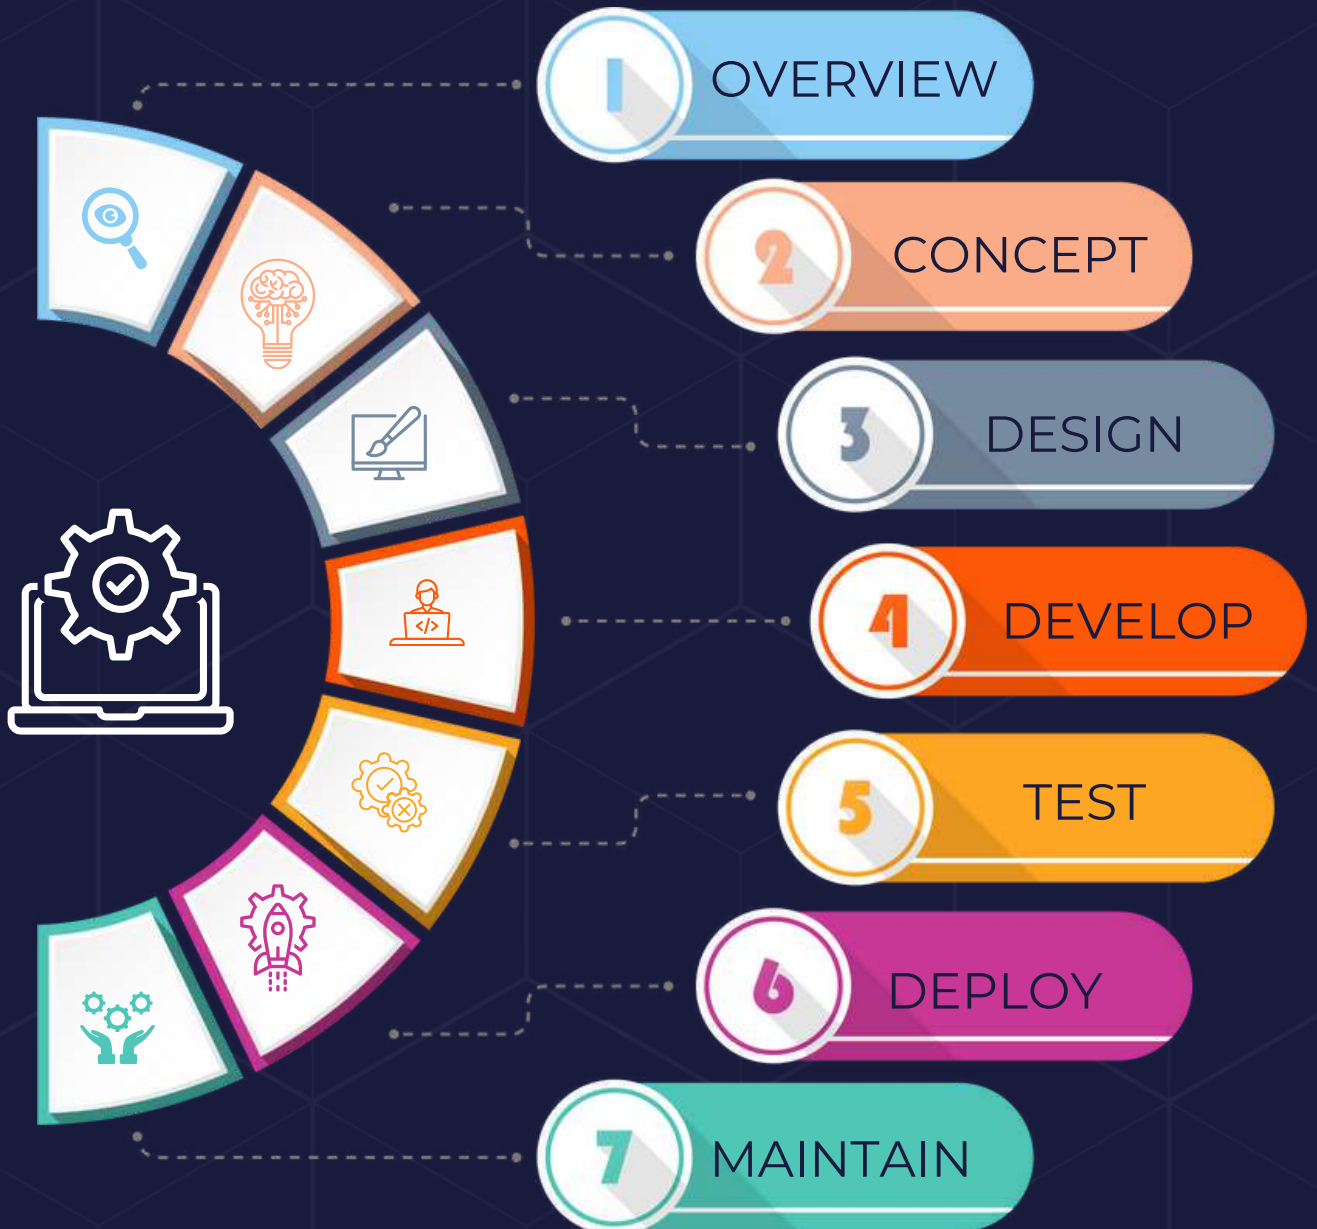 1 OVERVIEW
2 CONCEPT
3 DESIGN
4 DEVELOP
</>
5 TEST
6 DEPLOY
7 MAINTAIN